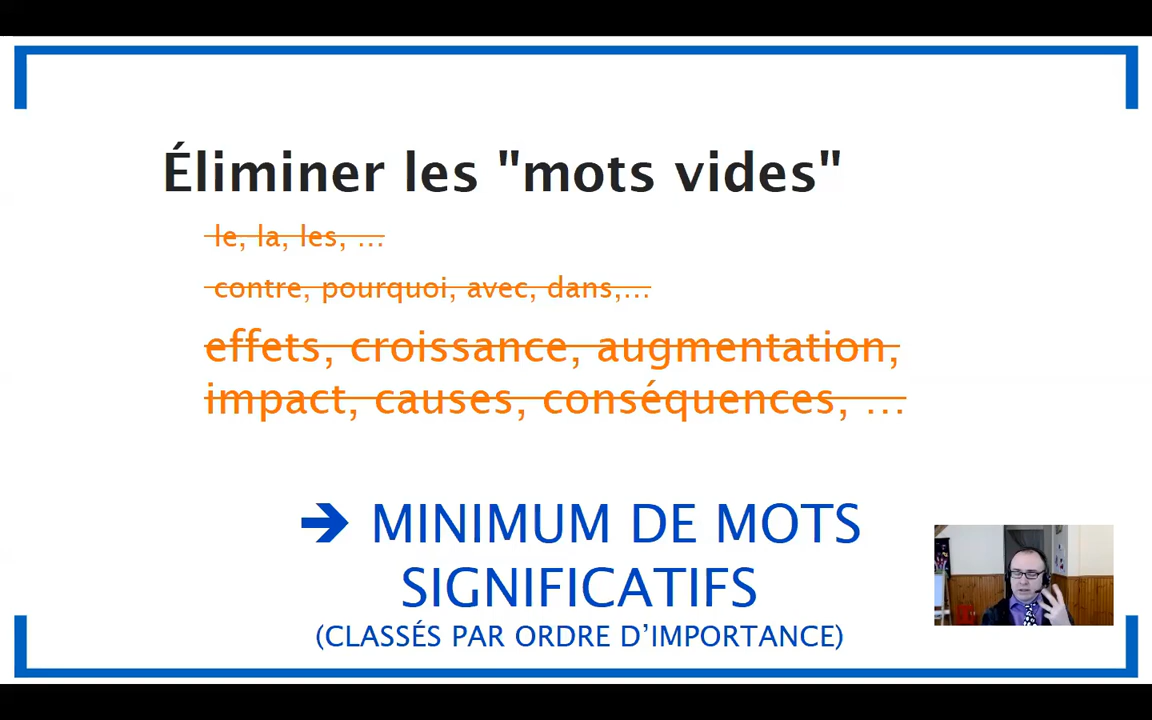 Éliminer les "mots vides"
le, la, les, …
contre, pourquoi, avec, dans,…
effets, croissance, augmentation,
impact, causes, conséquences, …
➔ MINIMUM DE MOTS
SIGNIFICATIFS
(CLASSÉS PAR ORDRE D’IMPORTANCE)